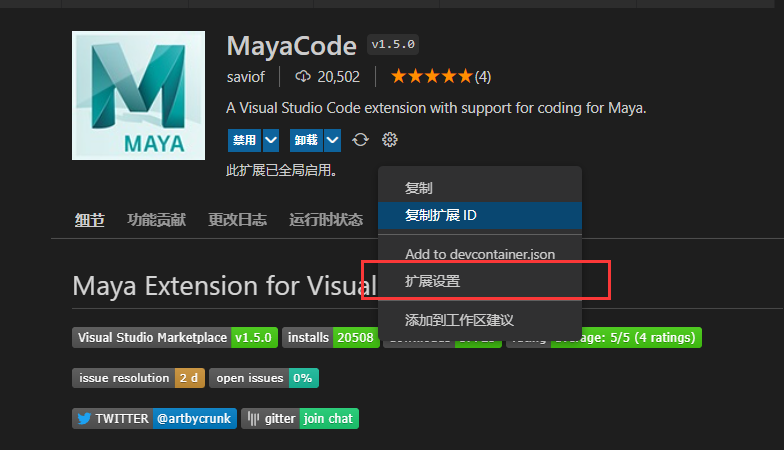 MayaCode v1.5.0
saviof 20,502 (4)
A Visual Studio Code extension with support for coding for Maya.
禁用 卸载
此扩展已全局启用。
MAYA
复制
复制扩展 ID
Add to devcontainer.json
扩展设置
添加到工作区建议
细节 功能贡献 更改日志 运行时状态
Maya Extension for Visual
Visual Studio Marketplace v1.5.0 installs 20508 average: 5/5 (4 ratings)
issue resolution 2 d open issues 0%
TWITTER @artbycrunk gitter join chat